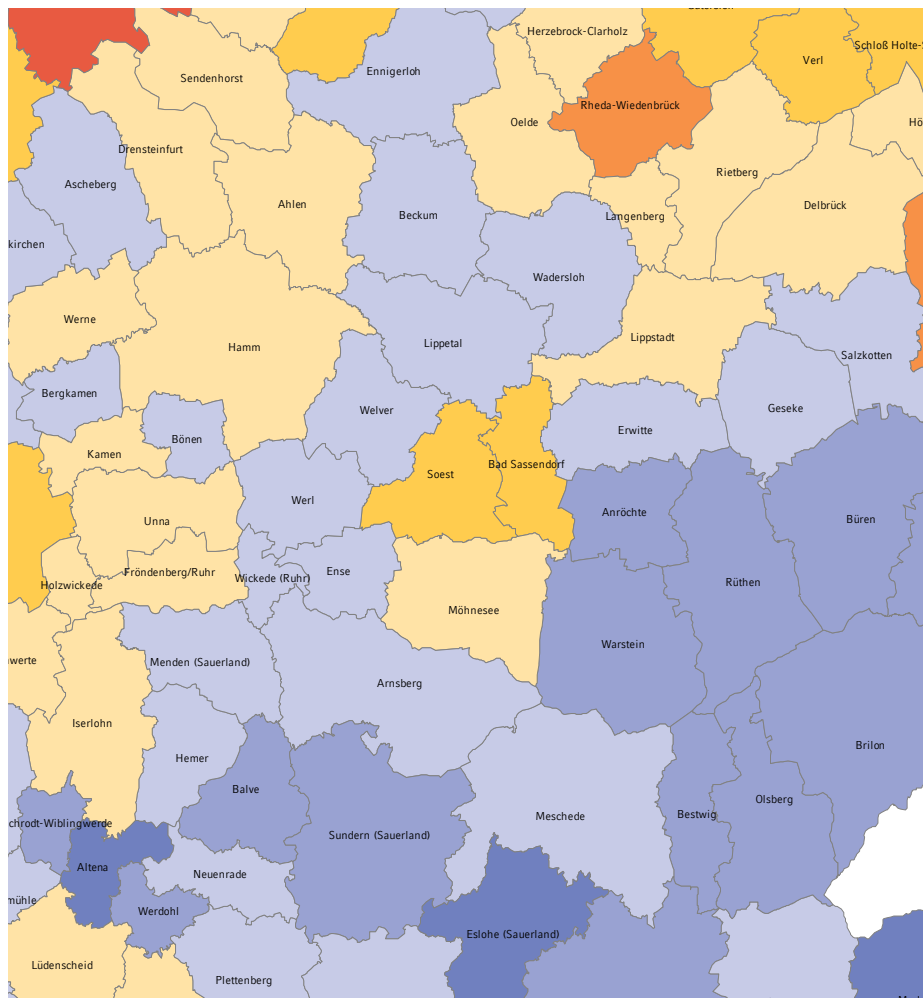 Herzebrock-Clarholz
Schloß Holte-S
Verl
Ennigerloh
Sendenhorst
Rheda-Wiedenbrück
Oelde
Hö
Drensteinfurt
Rietberg
Ascheberg
Ahlen
Delbrück
Beckum
Langenberg
kirchen
Wadersloh
Werne
Lippstadt
Lippetal
Hamm
Salzkotten
Bergkamen
Geseke
Welver
Erwitte
Bönen
Kamen
Bad Sassendorf
Soest
Werl
Anröchte
Unna
Büren
Ense
Fröndenberg/Ruhr
Wickede (Ruhr)
Rüthen
Holzwickede
Möhnesee
Warstein
werte
Menden (Sauerland)
Arnsberg
Iserlohn
Brilon
Hemer
Balve
Olsberg
Bestwig
Meschede
chrodt-Wiblingwerde
Sundern (Sauerland)
Altena
Neuenrade
mühle
Werdohl
Eslohe (Sauerland)
Lüdenscheid
Plettenberg